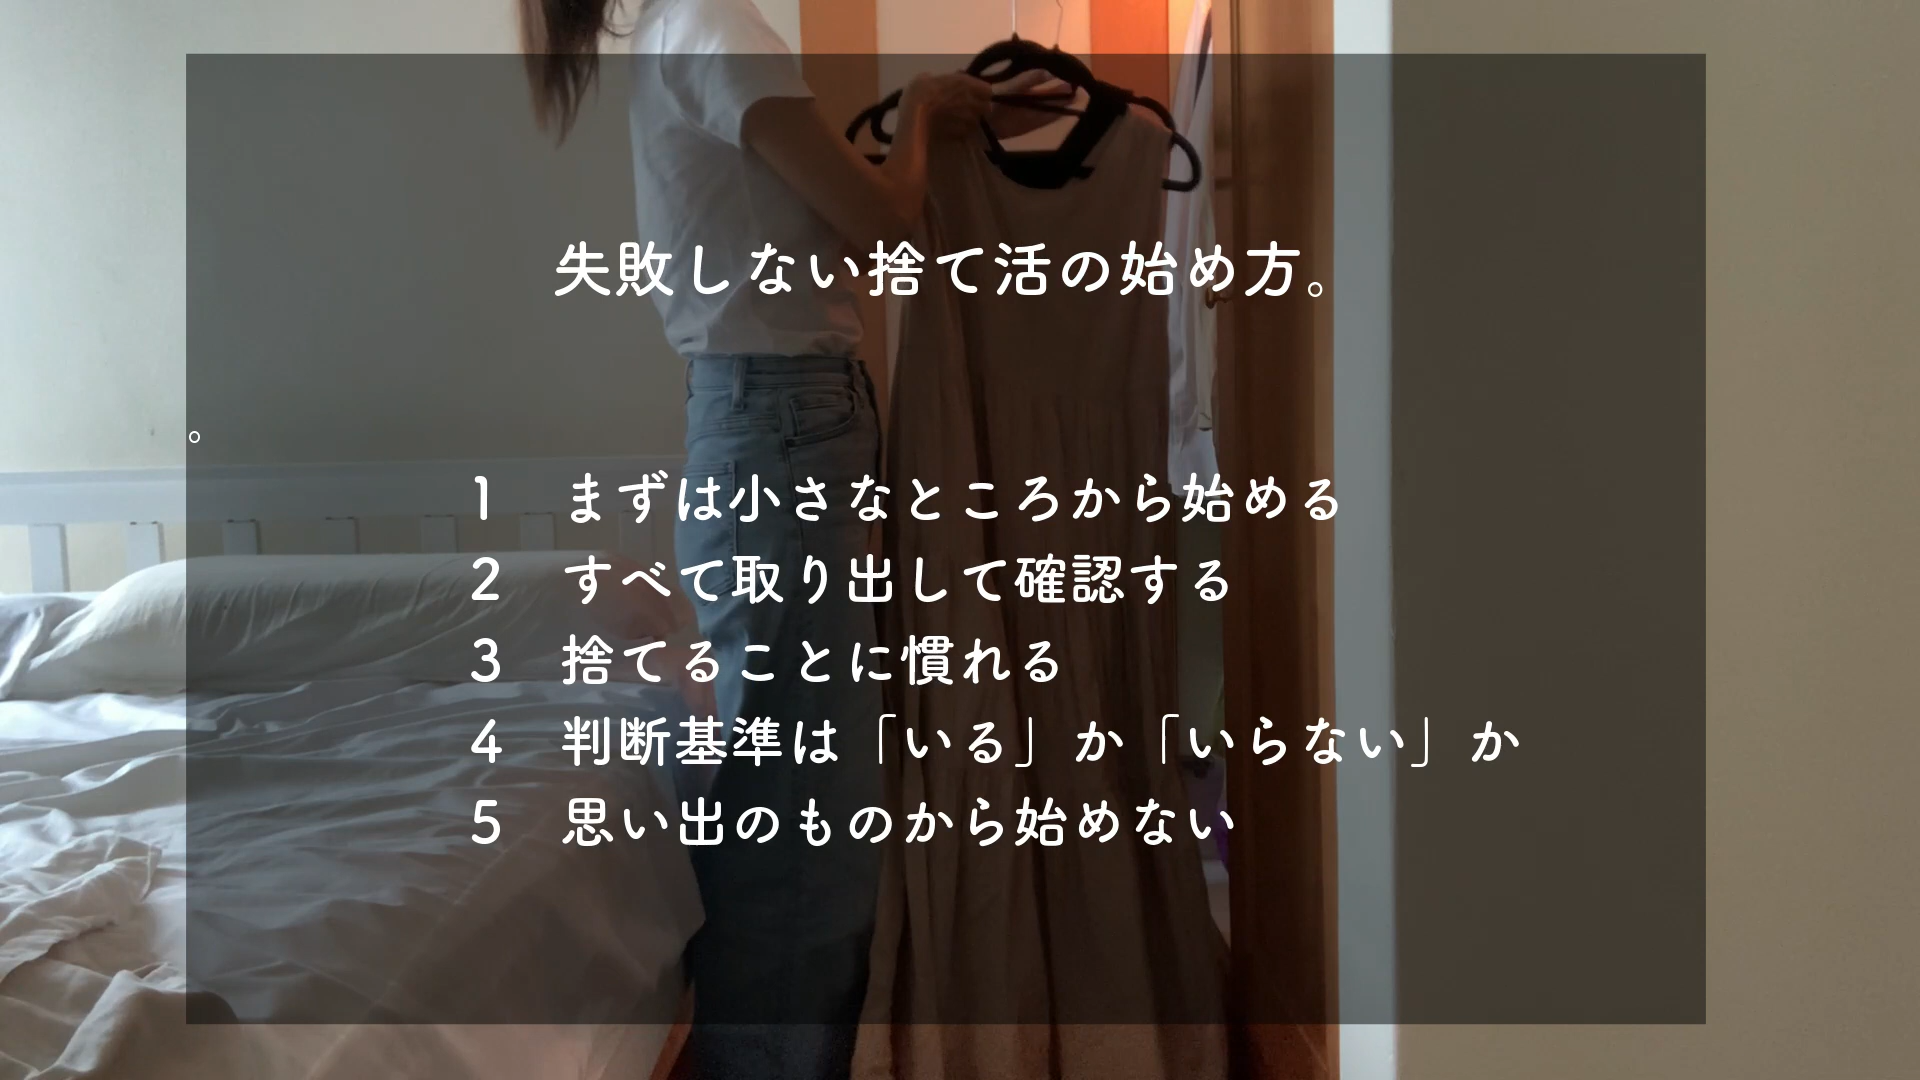 失敗しない捨て活の始め方。
。
1　まずは小さなところから始める
2　すべて取り出して確認する
3　捨てることに慣れる
4　判断基準は「いる」か「いらない」か
5　思い出のものから始めない